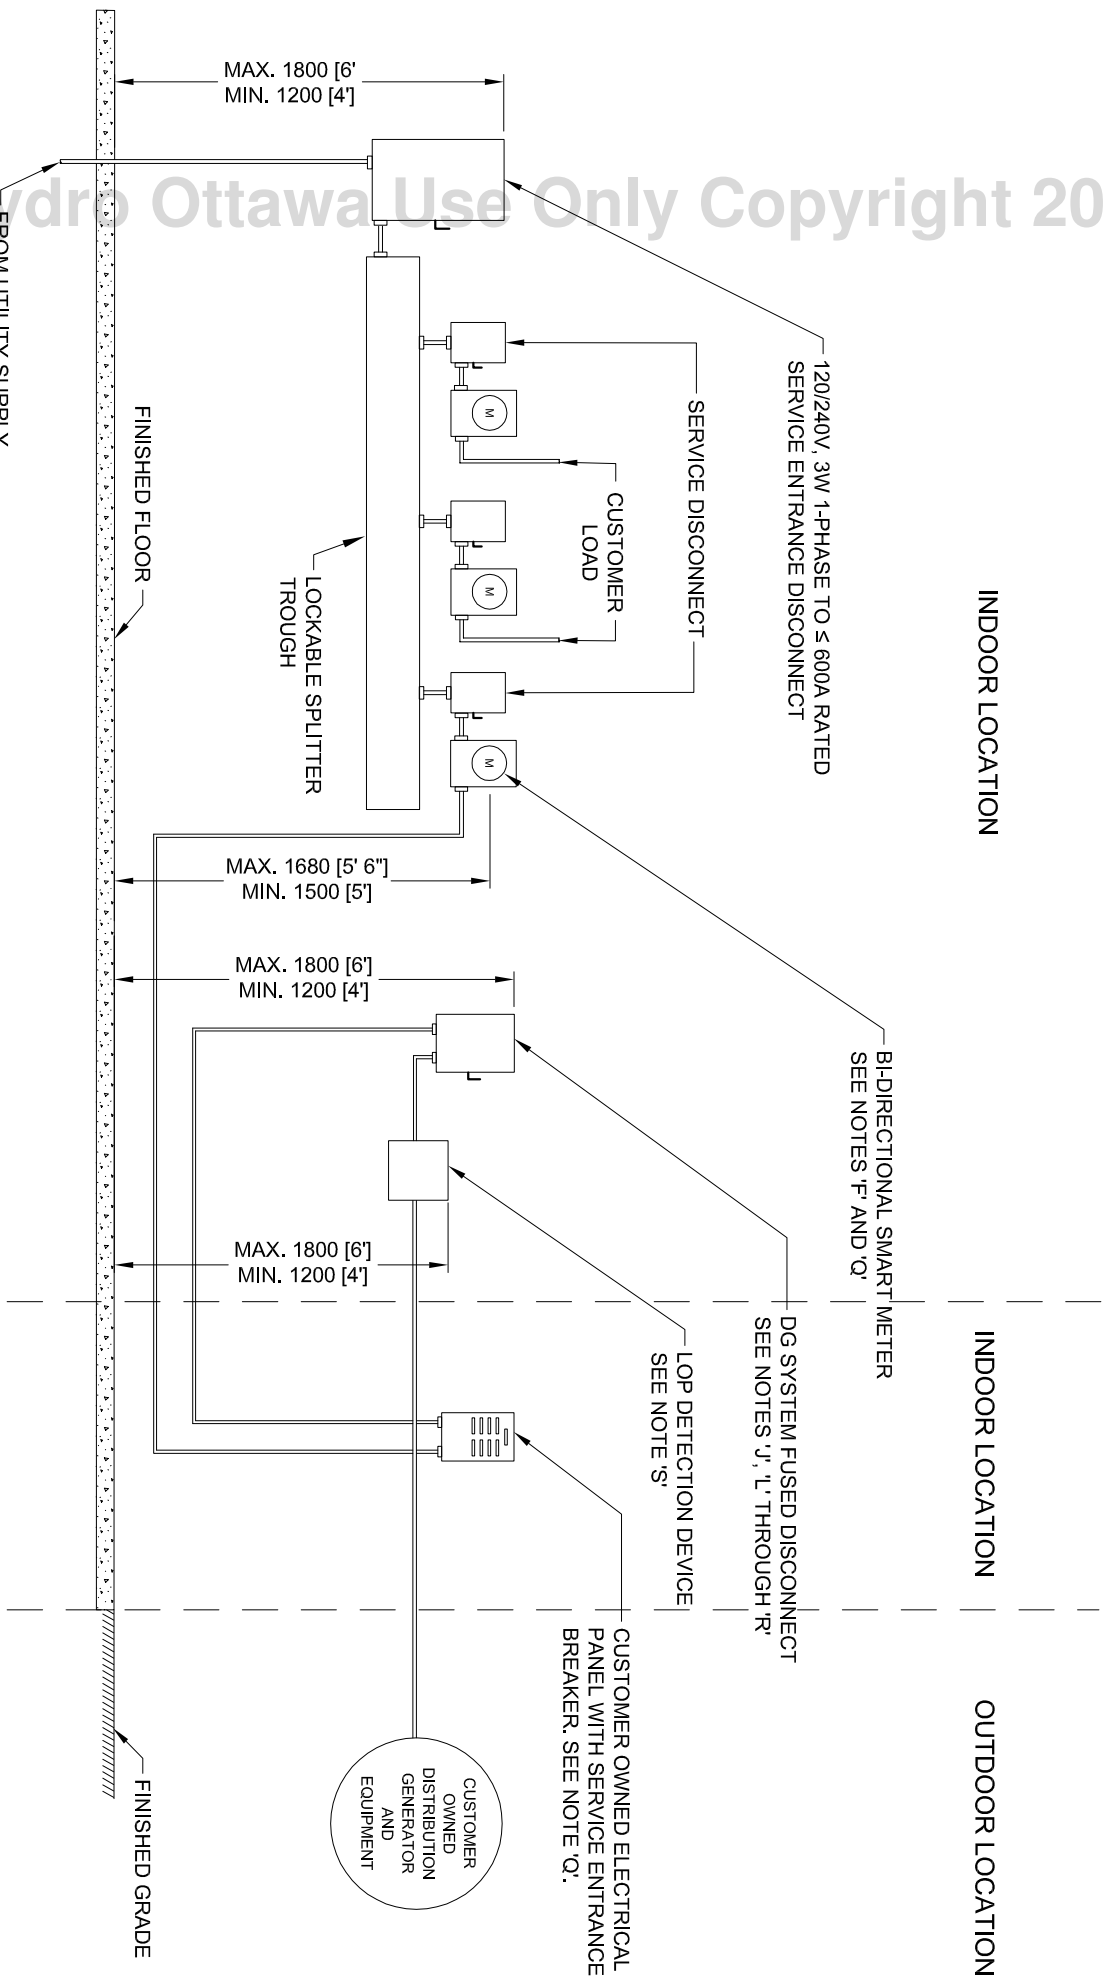 INDOOR LOCATION
INDOOR LOCATION
OUTDOOR LOCATION
120/240V, 3W 1-PHASE TO ≤ 600A RATED
SERVICE ENTRANCE DISCONNECT
SERVICE DISCONNECT
CUSTOMER
LOAD
BI-DIRECTIONAL SMART METER
SEE NOTES 'F' AND 'Q'
DG SYSTEM FUSED DISCONNECT
SEE NOTES 'J', 'L' THROUGH 'R'
LOP DETECTION DEVICE
SEE NOTE 'S'
CUSTOMER OWNED ELECTRICAL
PANEL WITH SERVICE ENTRANCE
BREAKER. SEE NOTE 'Q'.
M
M
M
MAX. 1800 [6'
MIN. 1200 [4']
LOCKABLE SPLITTER
TROUGH
MAX. 1680 [5' 6"]
MIN. 1500 [5']
MAX. 1800 [6']
MIN. 1200 [4']
MAX. 1800 [6']
MIN. 1200 [4']
CUSTOMER
OWNED
DISTRIBUTION
GENERATOR
AND
EQUIPMENT
FINISHED FLOOR
FINISHED GRADE
FROM UTILITY SUPPLY
ydro Ottawa Use Only Copyright 20